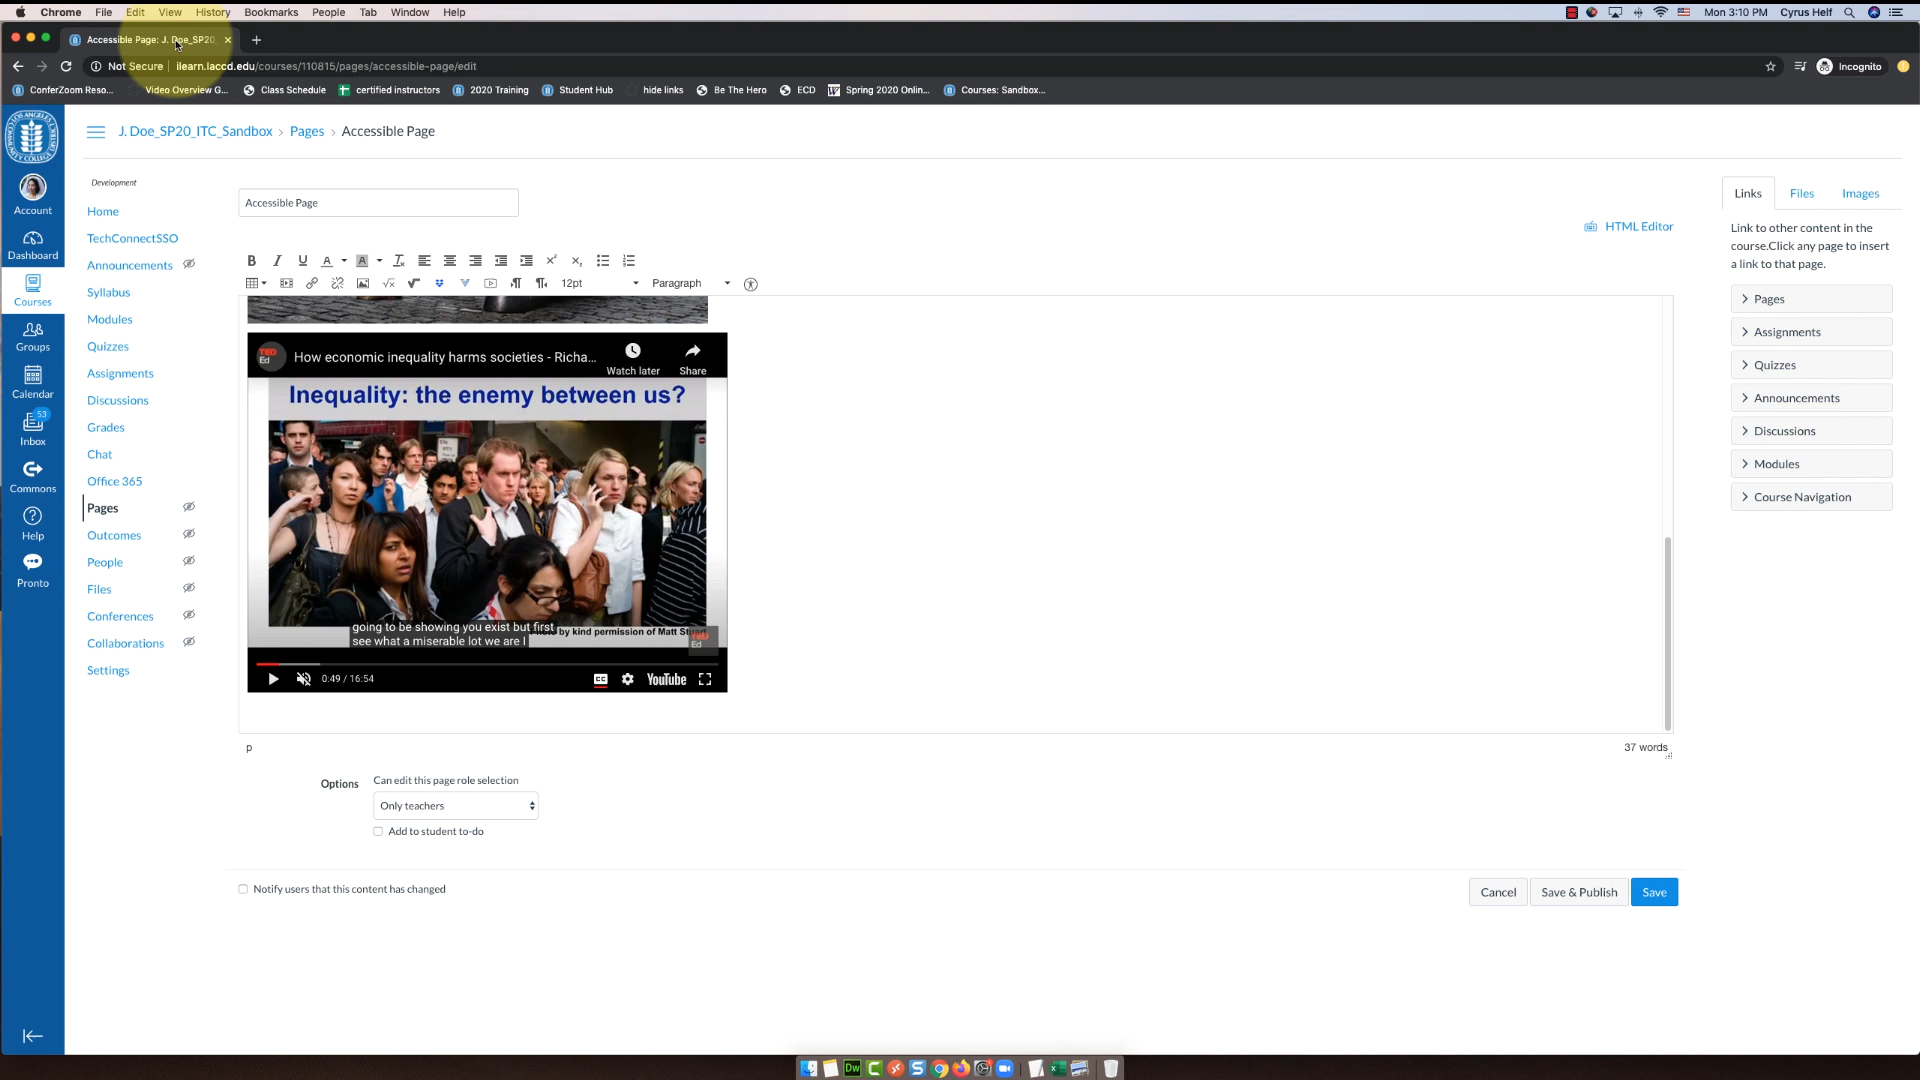 Chrome File Edit View History Bookmarks People Tab Window Help
Mon 3:10 PM Cyrus Helf
Accessible Page: J. Doe_SP20_
Not Secure ilearn.laccd.edu/courses/110815/pages/accessible-page/edit
Incognito
ConferZoom Reso... Video Overview G... Class Schedule certified instructors 2020 Training Student Hub hide links Be The Hero ECD Spring 2020 Onlin... Courses: Sandbox...
J. Doe_SP20_ITC_Sandbox > Pages > Accessible Page
Account
Dashboard
Courses
Groups
Calendar
53
Inbox
Commons
Help
Pronto
Development
Home
TechConnectSSO
Announcements
Syllabus
Modules
Quizzes
Assignments
Discussions
Grades
Chat
Office 365
Pages
Outcomes
People
Files
Conferences
Collaborations
Settings
Accessible Page
HTML Editor
12pt Paragraph
TED Ed
How economic inequality harms societies - Richa...
Watch later Share
Inequality: the enemy between us?
going to be showing you exist but first
see what a miserable lot we are I
by kind permission of Matt Stuart
TED Ed
0:49 / 16:54
CC
YouTube
p
37 words
Options
Can edit this page role selection
Only teachers
Add to student to-do
Notify users that this content has changed
Cancel Save & Publish Save
Links Files Images
Link to other content in the
course.Click any page to insert
a link to that page.
Pages
Assignments
Quizzes
Announcements
Discussions
Modules
Course Navigation
Dw